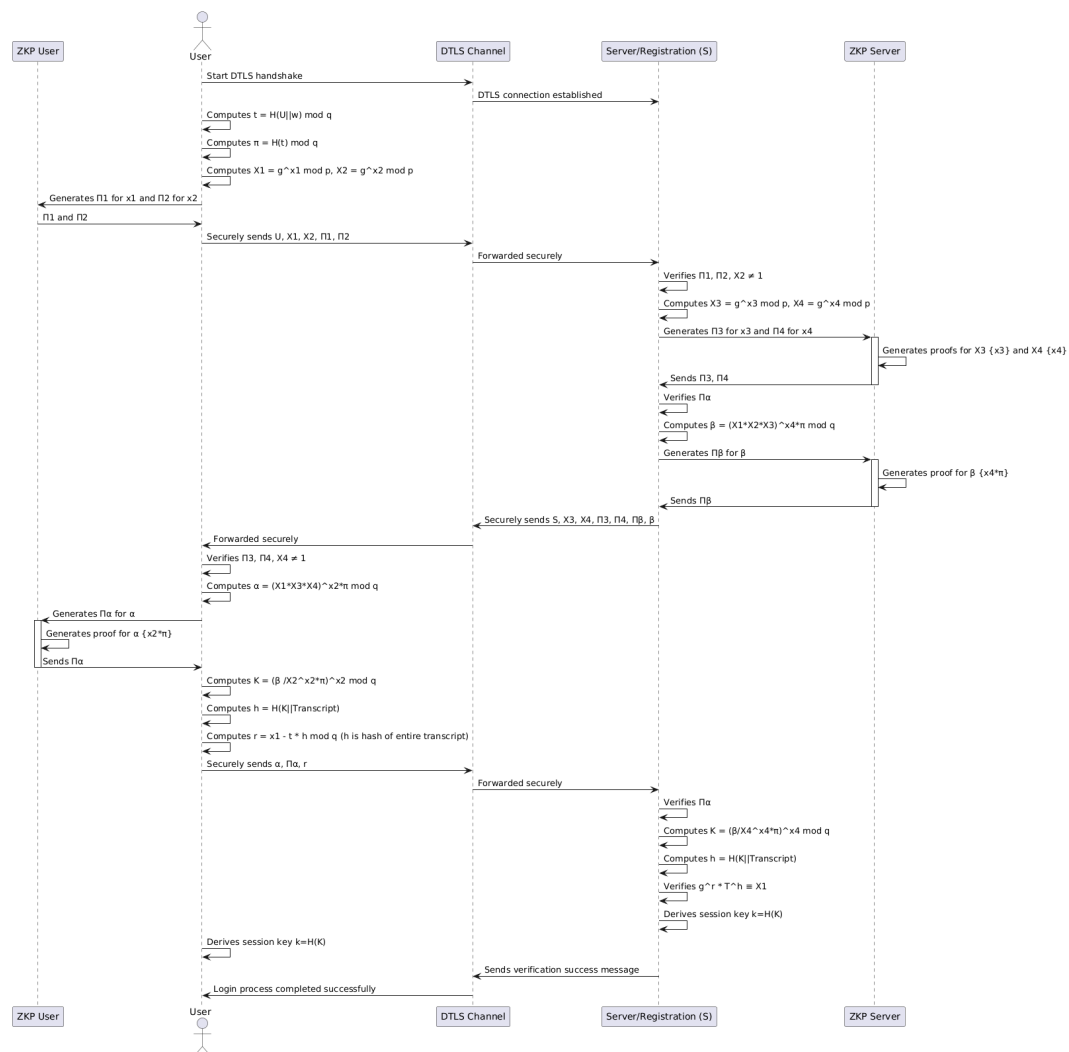 User
ZKP User
DTLS Channel
Server/Registration (S)
ZKP Server
Start DTLS handshake
DTLS connection established
Computes t = H(U||w) mod q
Computes π = H(t) mod q
Computes X1 = g^x1 mod p, X2 = g^x2 mod p
Generates Π1 for x1 and Π2 for x2
Π1 and Π2
Securely sends U, X1, X2, Π1, Π2
Forwarded securely
Verifies Π1, Π2, X2 ≠ 1
Computes X3 = g^x3 mod p, X4 = g^x4 mod p
Generates Π3 for x3 and Π4 for x4
Generates proofs for X3 {x3} and X4 {x4}
Sends Π3, Π4
Verifies Πα
Computes β = (X1*X2*X3)^x4*π mod q
Generates Πβ for β
Generates proof for β {x4*π}
Sends Πβ
Securely sends S, X3, X4, Π3, Π4, Πβ, β
Forwarded securely
Verifies Π3, Π4, X4 ≠ 1
Computes α = (X1*X3*X4)^x2*π mod q
Generates Πα for α
Generates proof for α {x2*π}
Sends Πα
Computes K = (β /X2^x2*π)^x2 mod q
Computes h = H(K||Transcript)
Computes r = x1 - t * h mod q (h is hash of entire transcript)
Securely sends α, Πα, r
Forwarded securely
Verifies Πα
Computes K = (β/X4^x4*π)^x4 mod q
Computes h = H(K||Transcript)
Verifies g^r * T^h ≡ X1
Derives session key k=H(K)
Derives session key k=H(K)
Sends verification success message
Login process completed successfully
ZKP User
User
DTLS Channel
Server/Registration (S)
ZKP Server